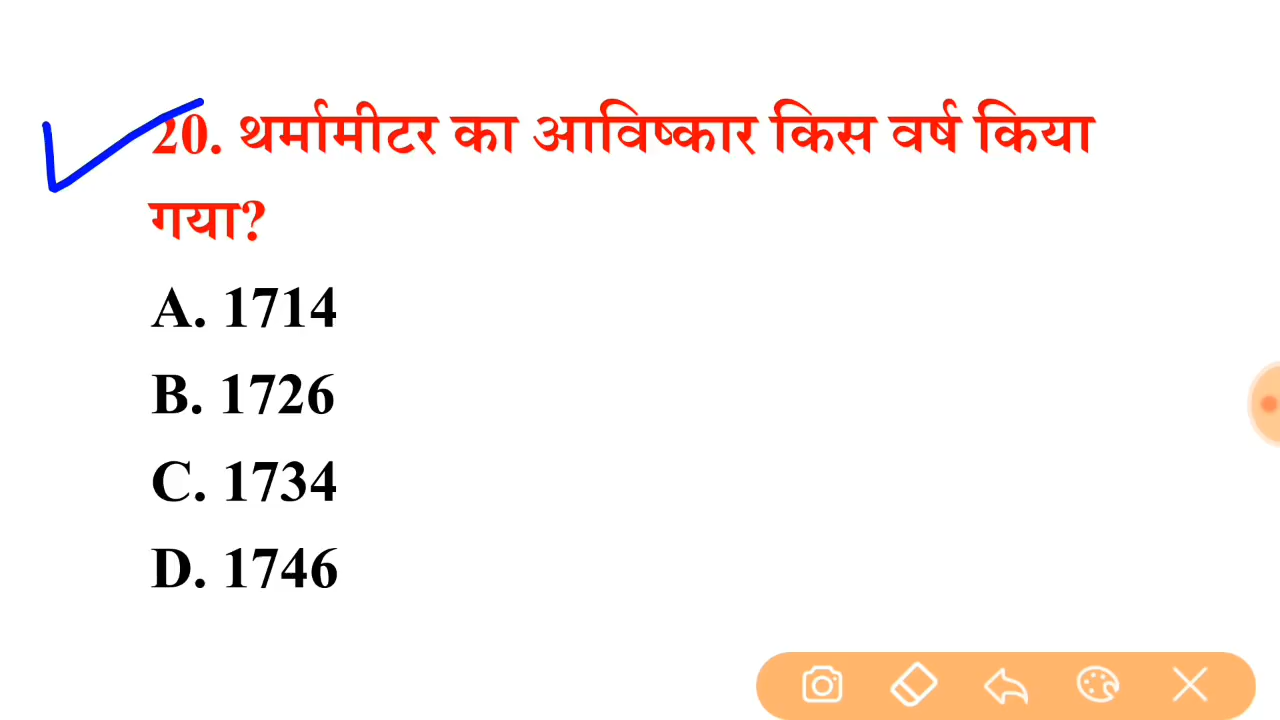 20. थर्मामीटर का आविष्कार किस वर्ष किया
गया?
A. 1714
B. 1726
C. 1734
D. 1746